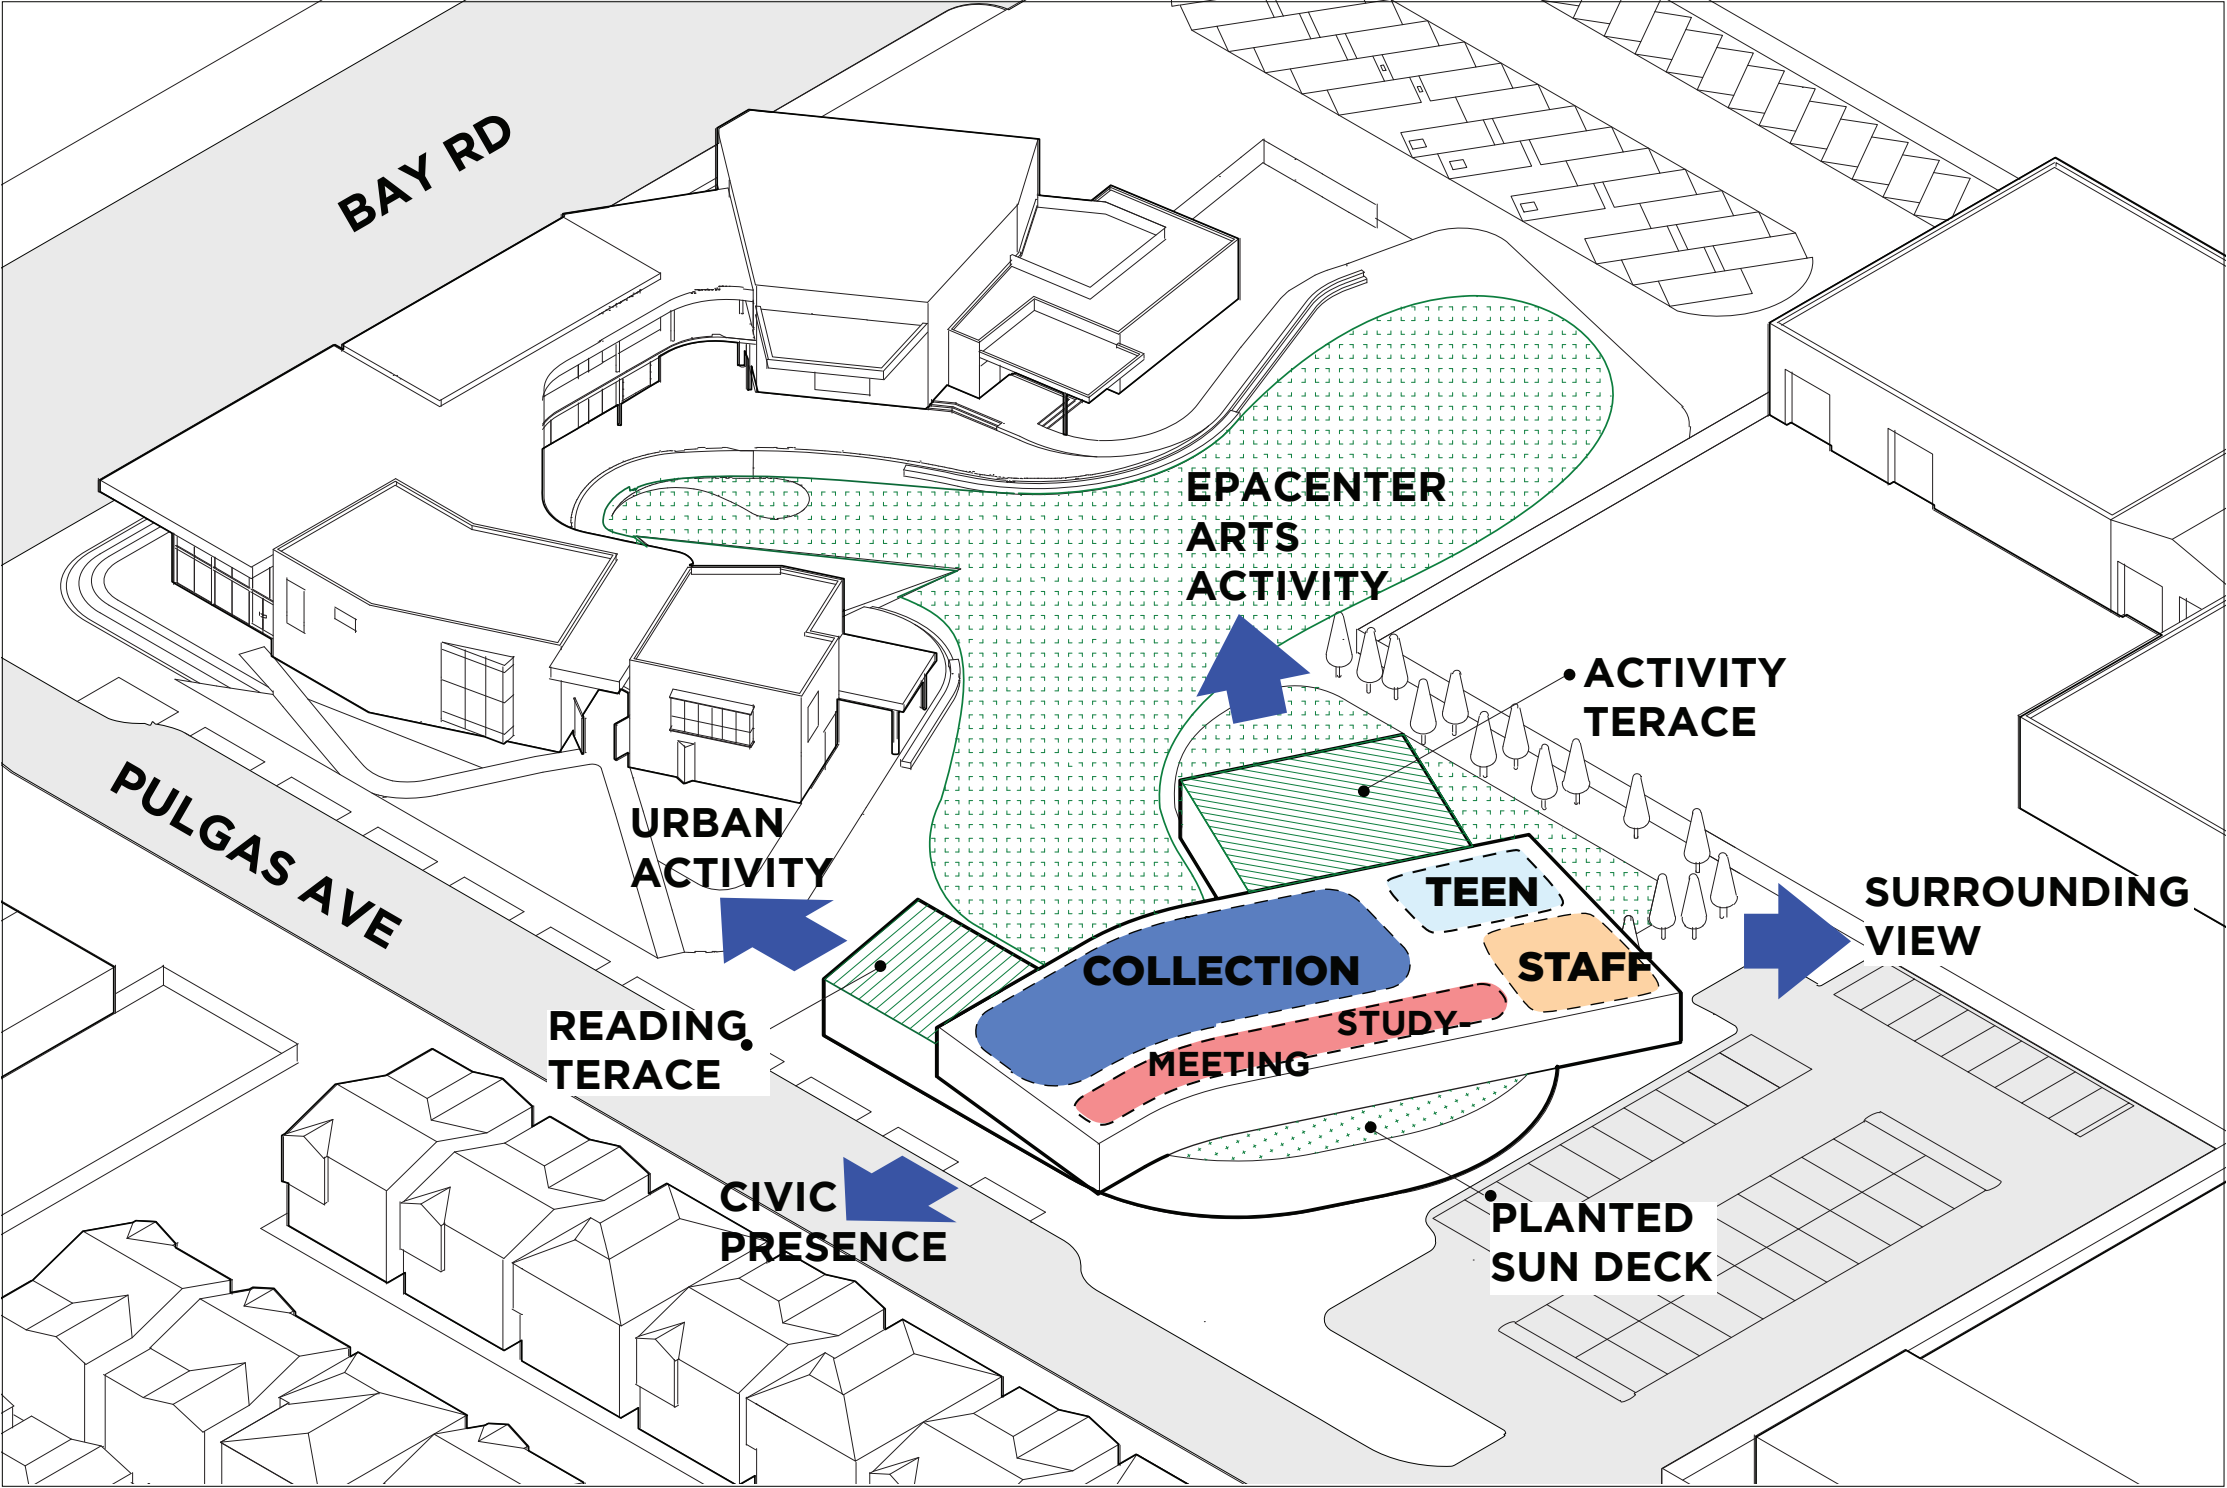 BAY RD
EPACENTER
ARTS
ACTIVITY
ACTIVITY
TERACE
PULGAS AVE
URBAN
ACTIVITY
TEEN
SURROUNDING
VIEW
COLLECTION
STAFF
READING
TERACE
STUDY-
MEETING
CIVIC
PRESENCE
PLANTED
SUN DECK